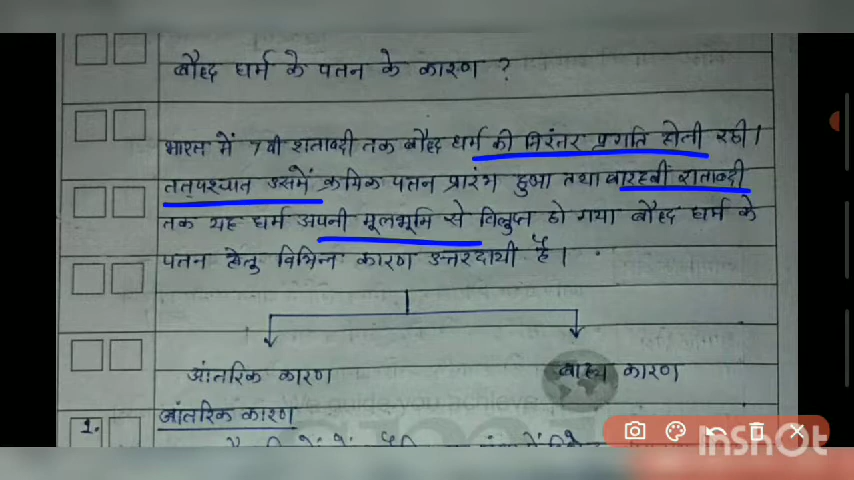 बौद्ध धर्म के पतन के कारण ?
भारत में 7 वी शताब्दी तक बौद्ध धर्म की निरंतर प्रगति होती रही।
तत्पश्चात उसमें क्रमिक पतन प्रारंभ हुआ तथा बारहवी शताब्दी
तक यह धर्म अपनी मूलभूमि से विलुप्त हो गया बौद्ध धर्म के
पतन हेतु विभिन्न कारण उत्तरदायी है।
आंतरिक कारण बाह्य कारण
1. आंतरिक कारण
InShOt